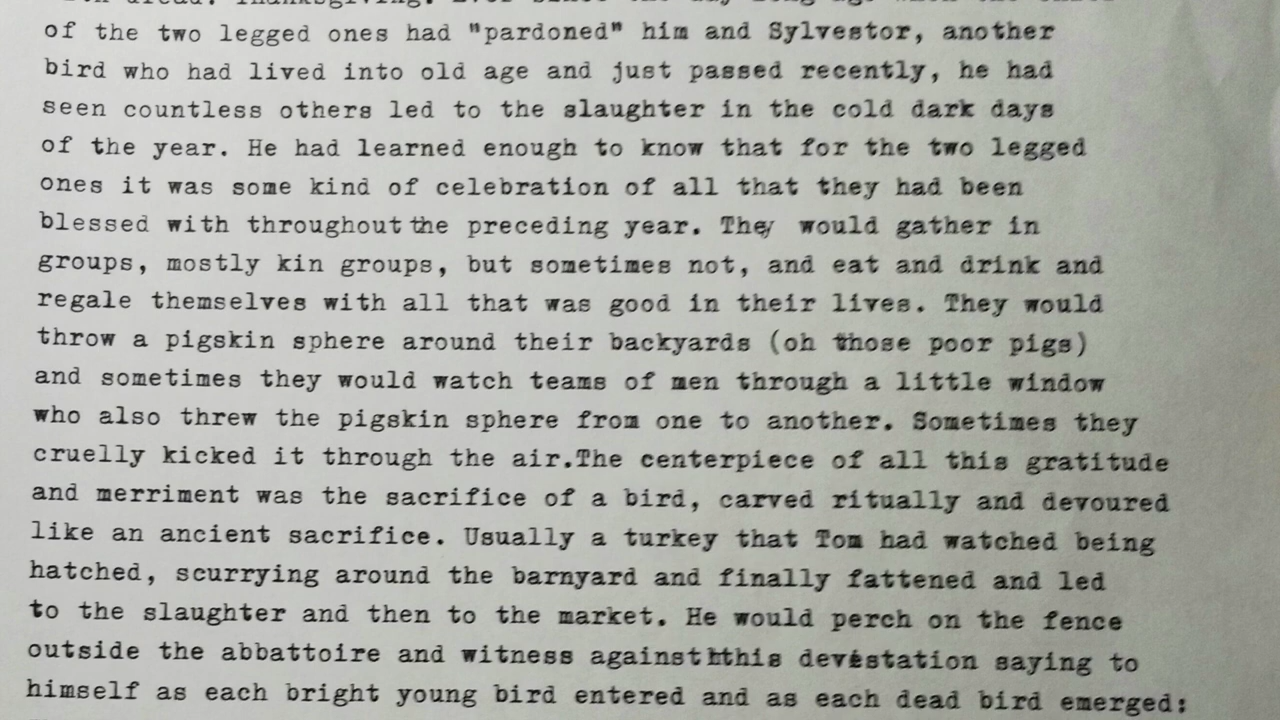 dread. Thanksgiving. Ever since the day long ago when the
of the two legged ones had "pardoned" him and Sylvestor, another
bird who had lived into old age and just passed recently, he had
seen countless others led to the slaughter in the cold dark days
of the year. He had learned enough to know that for the two legged
ones it was some kind of celebration of all that they had been
blessed with throughout the preceding year. They would gather in
groups, mostly kin groups, but sometimes not, and eat and drink and
regale themselves with all that was good in their lives. They would
throw a pigskin sphere around their backyards (oh those poor pigs)
and sometimes they would watch teams of men through a little window
who also threw the pigskin sphere from one to another. Sometimes they
cruelly kicked it through the air.The centerpiece of all this gratitude
and merriment was the sacrifice of a bird, carved ritually and devoured
like an ancient sacrifice. Usually a turkey that Tom had watched being
hatched, scurrying around the barnyard and finally fattened and led
to the slaughter and then to the market. He would perch on the fence
outside the abbattoire and witness against this devastation saying to
himself as each bright young bird entered and as each dead bird emerged: